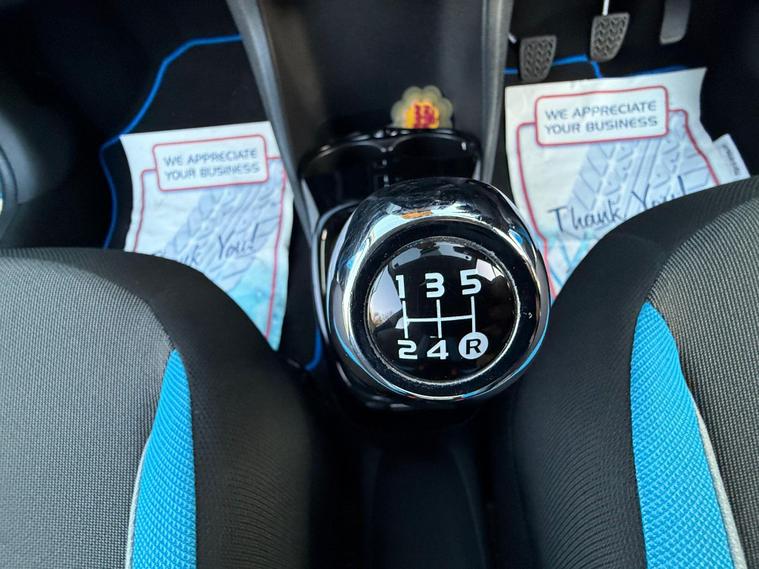 WE APPRECIATE
YOUR BUSINESS
Thank You!
WE APPRECIATE
YOUR BUSINESS
Thank You!
1 3 5
2 4 R